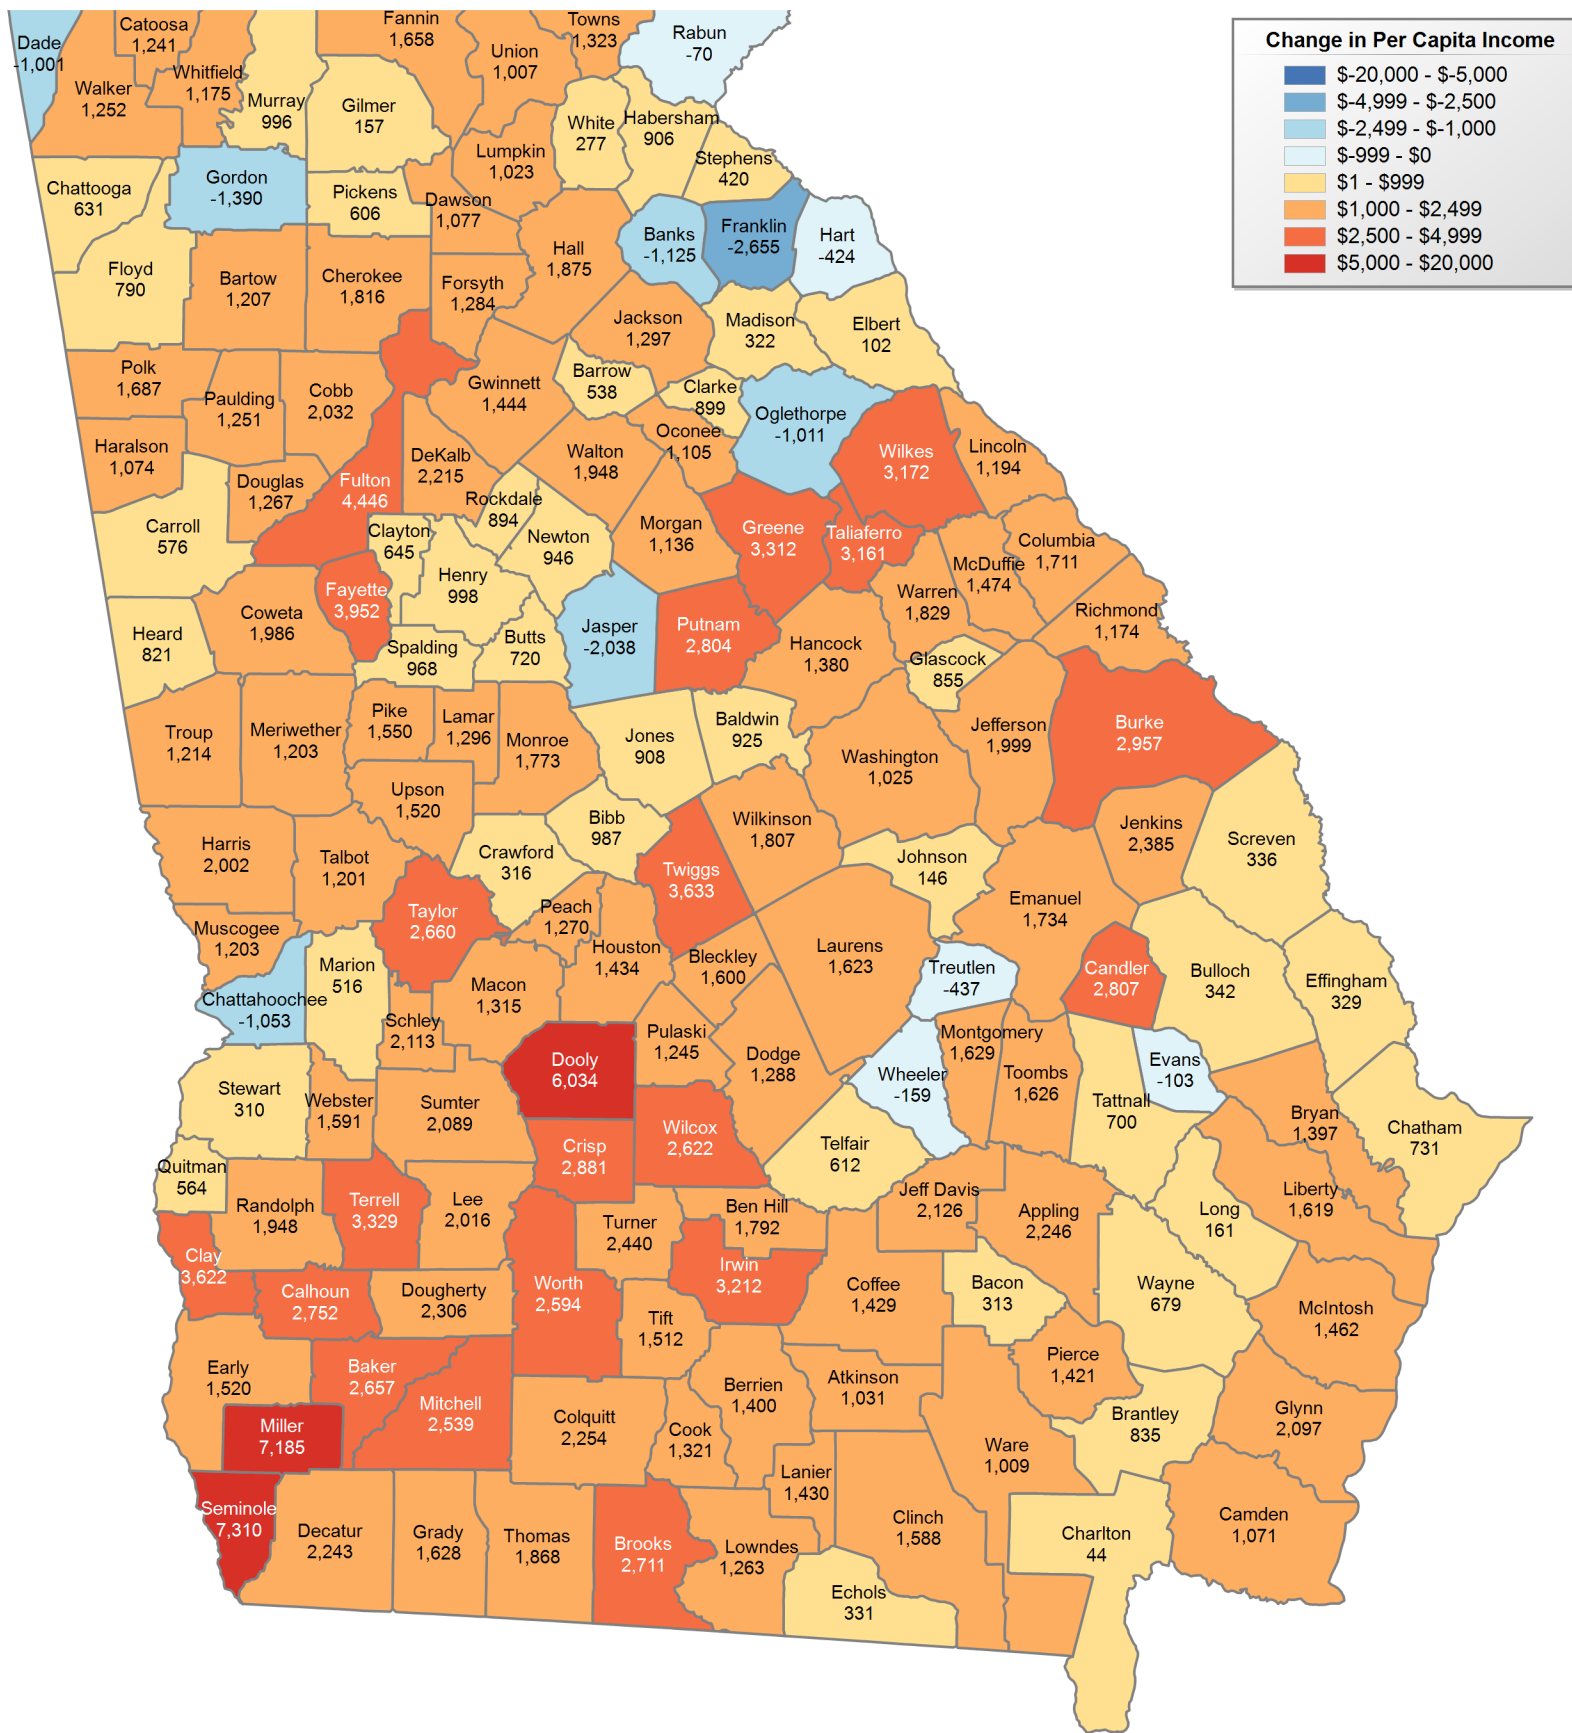 Change in Per Capita Income
$-20,000 - $-5,000
$-4,999 - $-2,500
$-2,499 - $-1,000
$-999 - $0
$1 - $999
$1,000 - $2,499
$2,500 - $4,999
$5,000 - $20,000
Dade
-1,001
Catoosa
1,241
Walker
1,252
Whitfield
1,175
Murray
996
Fannin
1,658
Gilmer
157
Union
1,007
Towns
1,323
Rabun
-70
White
277
Habersham
906
Stephens
420
Lumpkin
1,023
Chattooga
631
Gordon
-1,390
Pickens
606
Dawson
1,077
Hall
1,875
Banks
-1,125
Franklin
-2,655
Hart
-424
Floyd
790
Bartow
1,207
Cherokee
1,816
Forsyth
1,284
Jackson
1,297
Madison
322
Elbert
102
Polk
1,687
Paulding
1,251
Cobb
2,032
Gwinnett
1,444
Barrow
538
Clarke
899
Oglethorpe
-1,011
Oconee
1,105
Haralson
1,074
Douglas
1,267
Fulton
4,446
DeKalb
2,215
Walton
1,948
Wilkes
3,172
Lincoln
1,194
Rockdale
894
Carroll
576
Clayton
645
Newton
946
Morgan
1,136
Greene
3,312
Taliaferro
3,161
McDuffie
1,474
Columbia
1,711
Henry
998
Fayette
3,952
Warren
1,829
Richmond
1,174
Heard
821
Coweta
1,986
Spalding
968
Butts
720
Jasper
-2,038
Putnam
2,804
Hancock
1,380
Glascock
855
Troup
1,214
Meriwether
1,203
Pike
1,550
Lamar
1,296
Monroe
1,773
Jones
908
Baldwin
925
Washington
1,025
Jefferson
1,999
Burke
2,957
Upson
1,520
Bibb
987
Wilkinson
1,807
Jenkins
2,385
Screven
336
Harris
2,002
Talbot
1,201
Crawford
316
Twiggs
3,633
Johnson
146
Emanuel
1,734
Taylor
2,660
Peach
1,270
Muscogee
1,203
Houston
1,434
Bleckley
1,600
Laurens
1,623
Treutlen
-437
Candler
2,807
Bulloch
342
Effingham
329
Marion
516
Chattahoochee
-1,053
Macon
1,315
Schley
2,113
Dooly
6,034
Pulaski
1,245
Dodge
1,288
Montgomery
1,629
Wheeler
-159
Toombs
1,626
Evans
-103
Tattnall
700
Bryan
1,397
Chatham
731
Stewart
310
Webster
1,591
Sumter
2,089
Crisp
2,881
Wilcox
2,622
Telfair
612
Quitman
564
Randolph
1,948
Terrell
3,329
Lee
2,016
Turner
2,440
Ben Hill
1,792
Jeff Davis
2,126
Appling
2,246
Long
161
Liberty
1,619
Clay
3,622
Calhoun
2,752
Dougherty
2,306
Worth
2,594
Irwin
3,212
Coffee
1,429
Bacon
313
Wayne
679
McIntosh
1,462
Tift
1,512
Early
1,520
Baker
2,657
Mitchell
2,539
Berrien
1,400
Atkinson
1,031
Pierce
1,421
Miller
7,185
Colquitt
2,254
Cook
1,321
Brantley
835
Glynn
2,097
Ware
1,009
Lanier
1,430
Seminole
7,310
Decatur
2,243
Grady
1,628
Thomas
1,868
Brooks
2,711
Lowndes
1,263
Clinch
1,588
Charlton
44
Camden
1,071
Echols
331